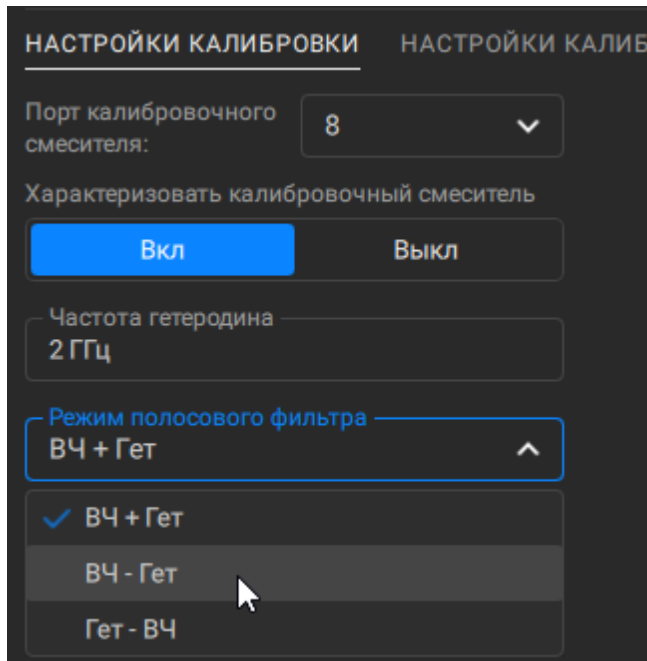 НАСТРОЙКИ КАЛИБРОВКИ НАСТРОЙКИ КАЛИБ
Порт калибровочного
смесителя:
8
Характеризовать калибровочный смеситель
Вкл Выкл
Частота гетеродина
2 ГГц
Режим полосового фильтра
ВЧ + Гет
ВЧ + Гет
ВЧ - Гет
Гет - ВЧ